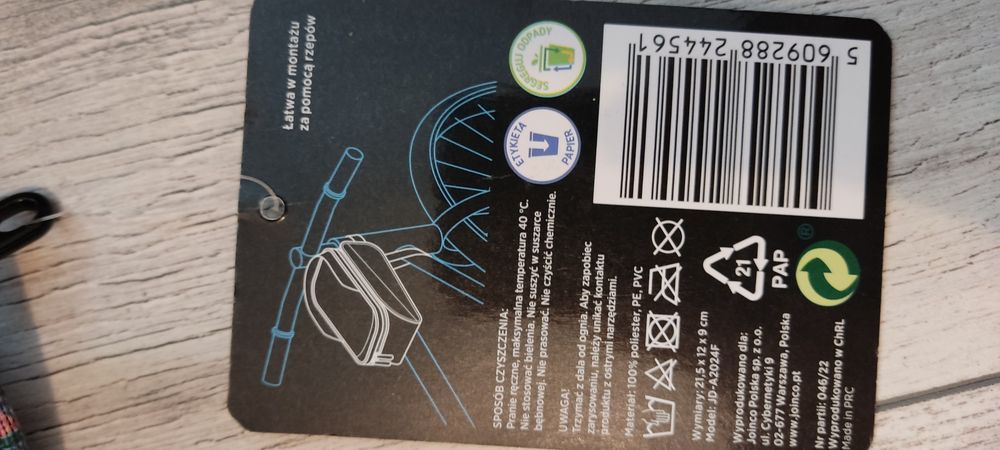 Łatwa w montażu
za pomocą rzepów
SPOSÓB CZYSZCZENIA:
Pranie ręczne, maksymalna temperatura 40 °C.
Nie stosować bielenia. Nie suszyć w suszarce
bębnowej. Nie prasować. Nie czyścić chemicznie.
UWAGA!
Trzymać z dala od ognia. Aby zapobiec
zarysowaniu, należy unikać kontaktu
produktu z ostrymi narzędziami.
Materiał: 100% poliester, PE, PVC
Wymiary: 21,5 x 12 x 9 cm
Model: JD-A2024F
Wyprodukowano dla:
Joinco Polska sp. z o.o.
ul. Cybernetyki 9
02-677 Warszawa, Polska
www.joinco.pt
Nr partii: 046/22
Wyprodukowano w ChRL
Made in PRC
ETYKIETA
PAPIER
SEGREGUJ ODPADY
21
PAP
®
5 609288 244561